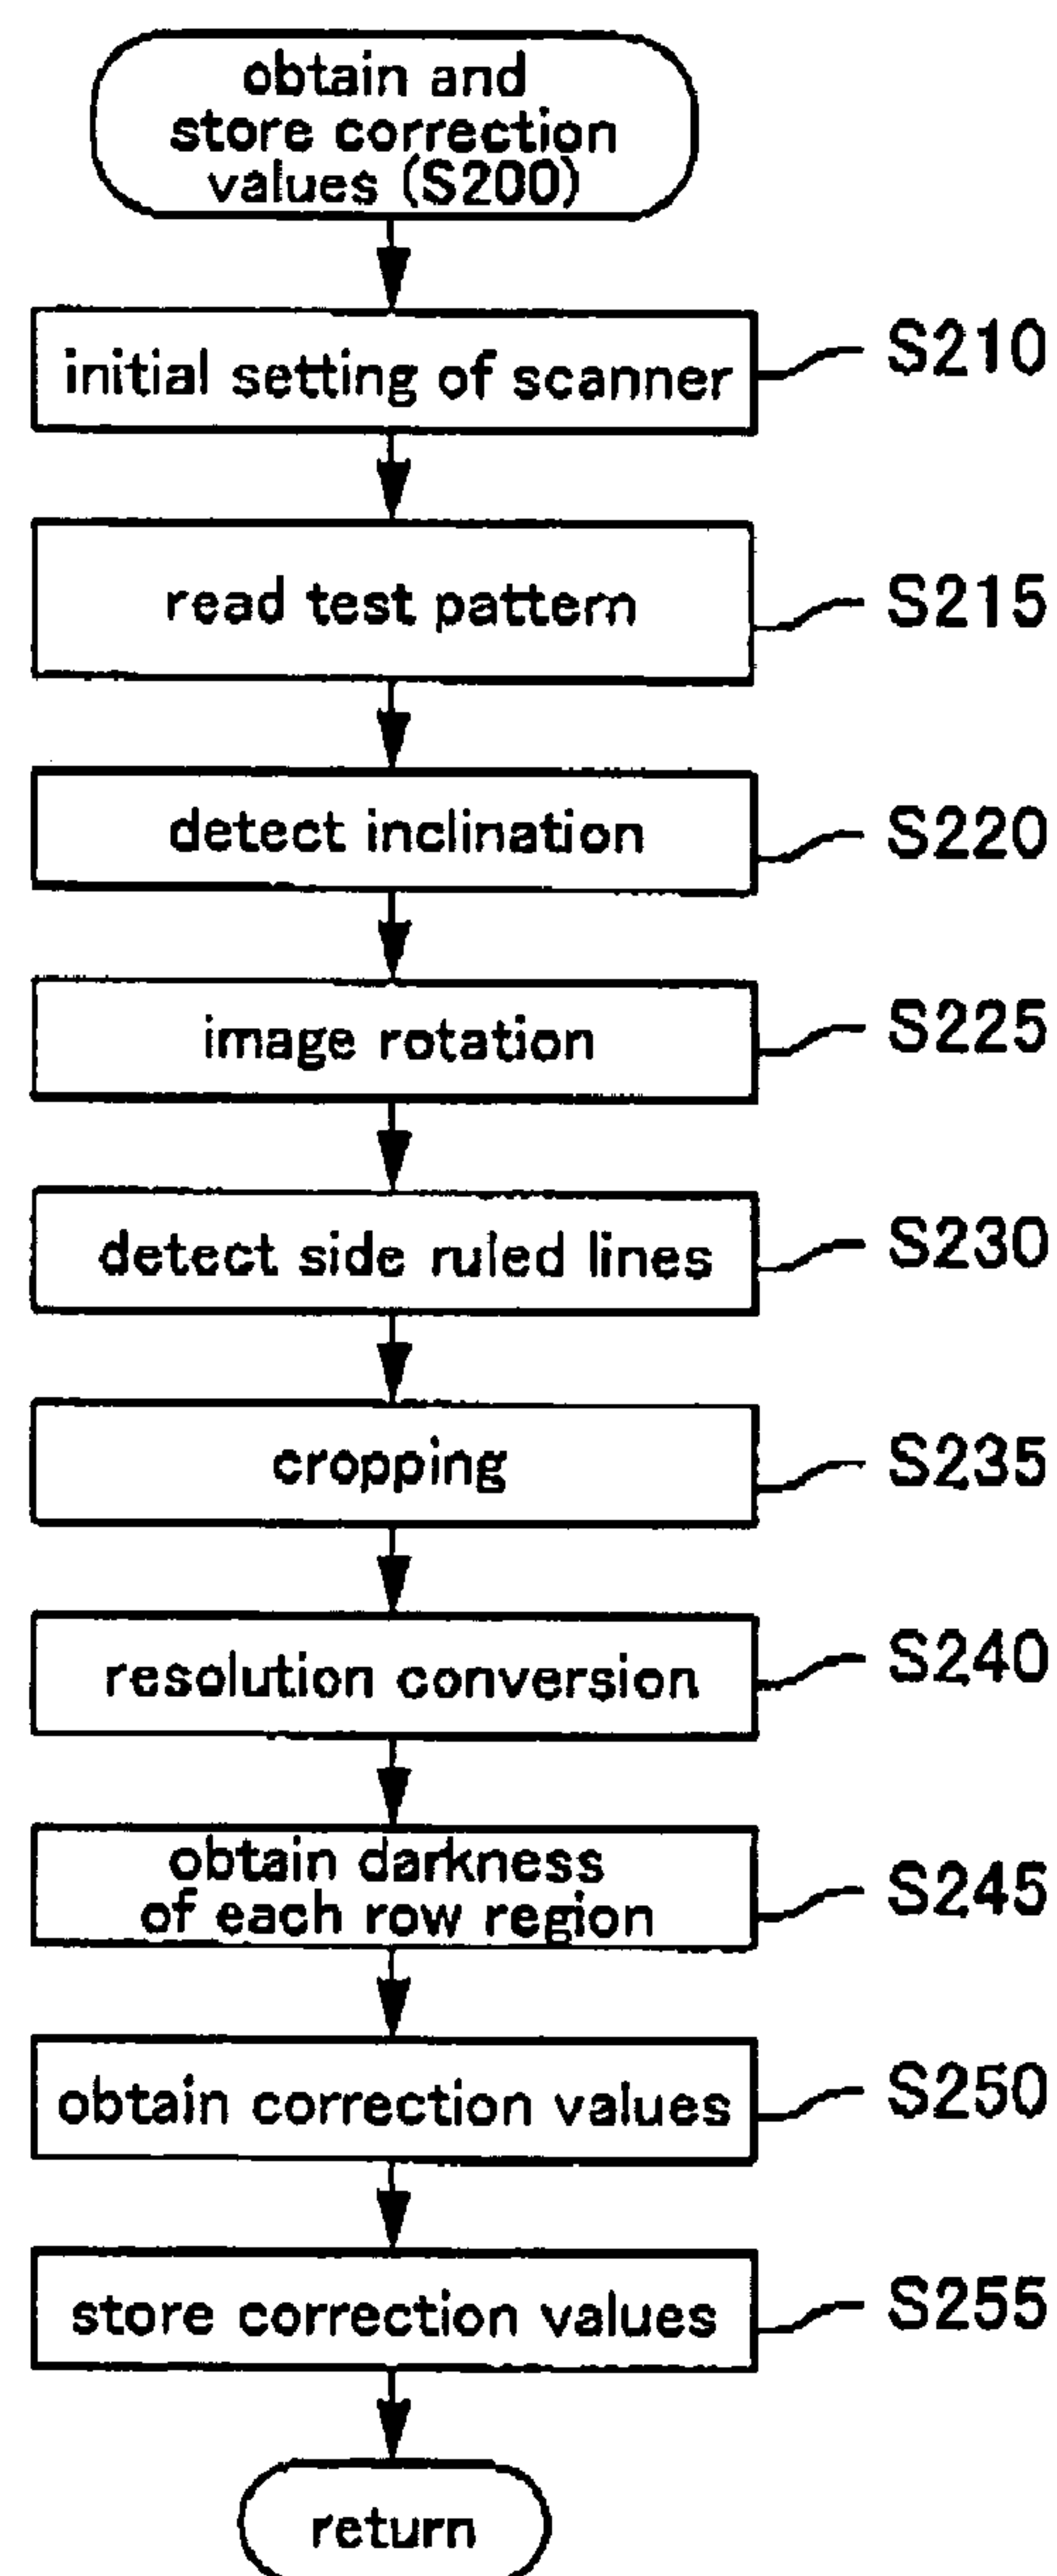 obtain and
store correction
values (S200)
initial setting of scanner
S210
read test pattern
S215
detect inclination
S220
image rotation
S225
detect side ruled lines
S230
cropping
S235
resolution conversion
S240
obtain darkness
of each row region
S245
obtain correction values
S250
store correction values
S255
return